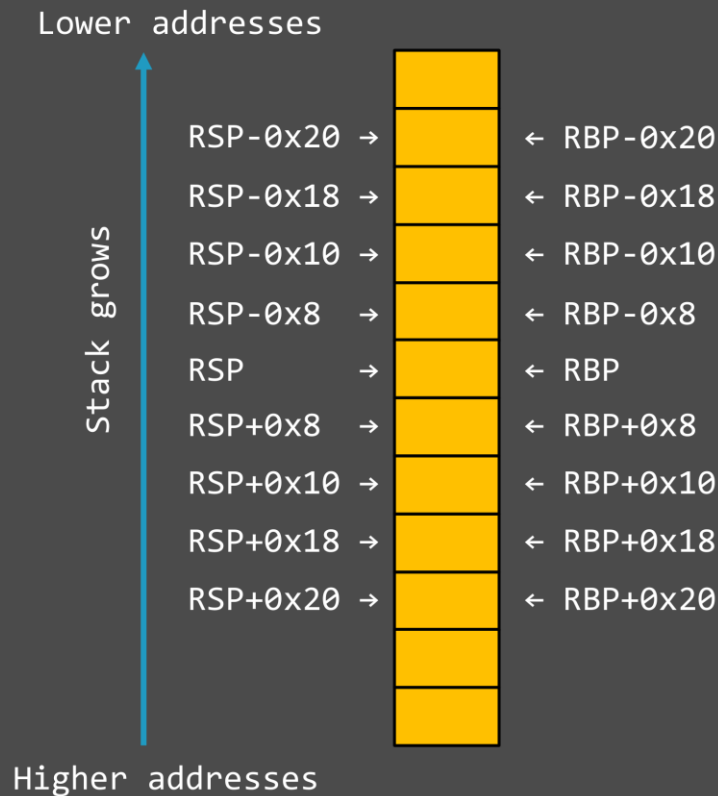 Lower addresses
Stack grows
RSP-0x20 → ← RBP-0x20
RSP-0x18 → ← RBP-0x18
RSP-0x10 → ← RBP-0x10
RSP-0x8 → ← RBP-0x8
RSP → ← RBP
RSP+0x8 → ← RBP+0x8
RSP+0x10 → ← RBP+0x10
RSP+0x18 → ← RBP+0x18
RSP+0x20 → ← RBP+0x20
Higher addresses